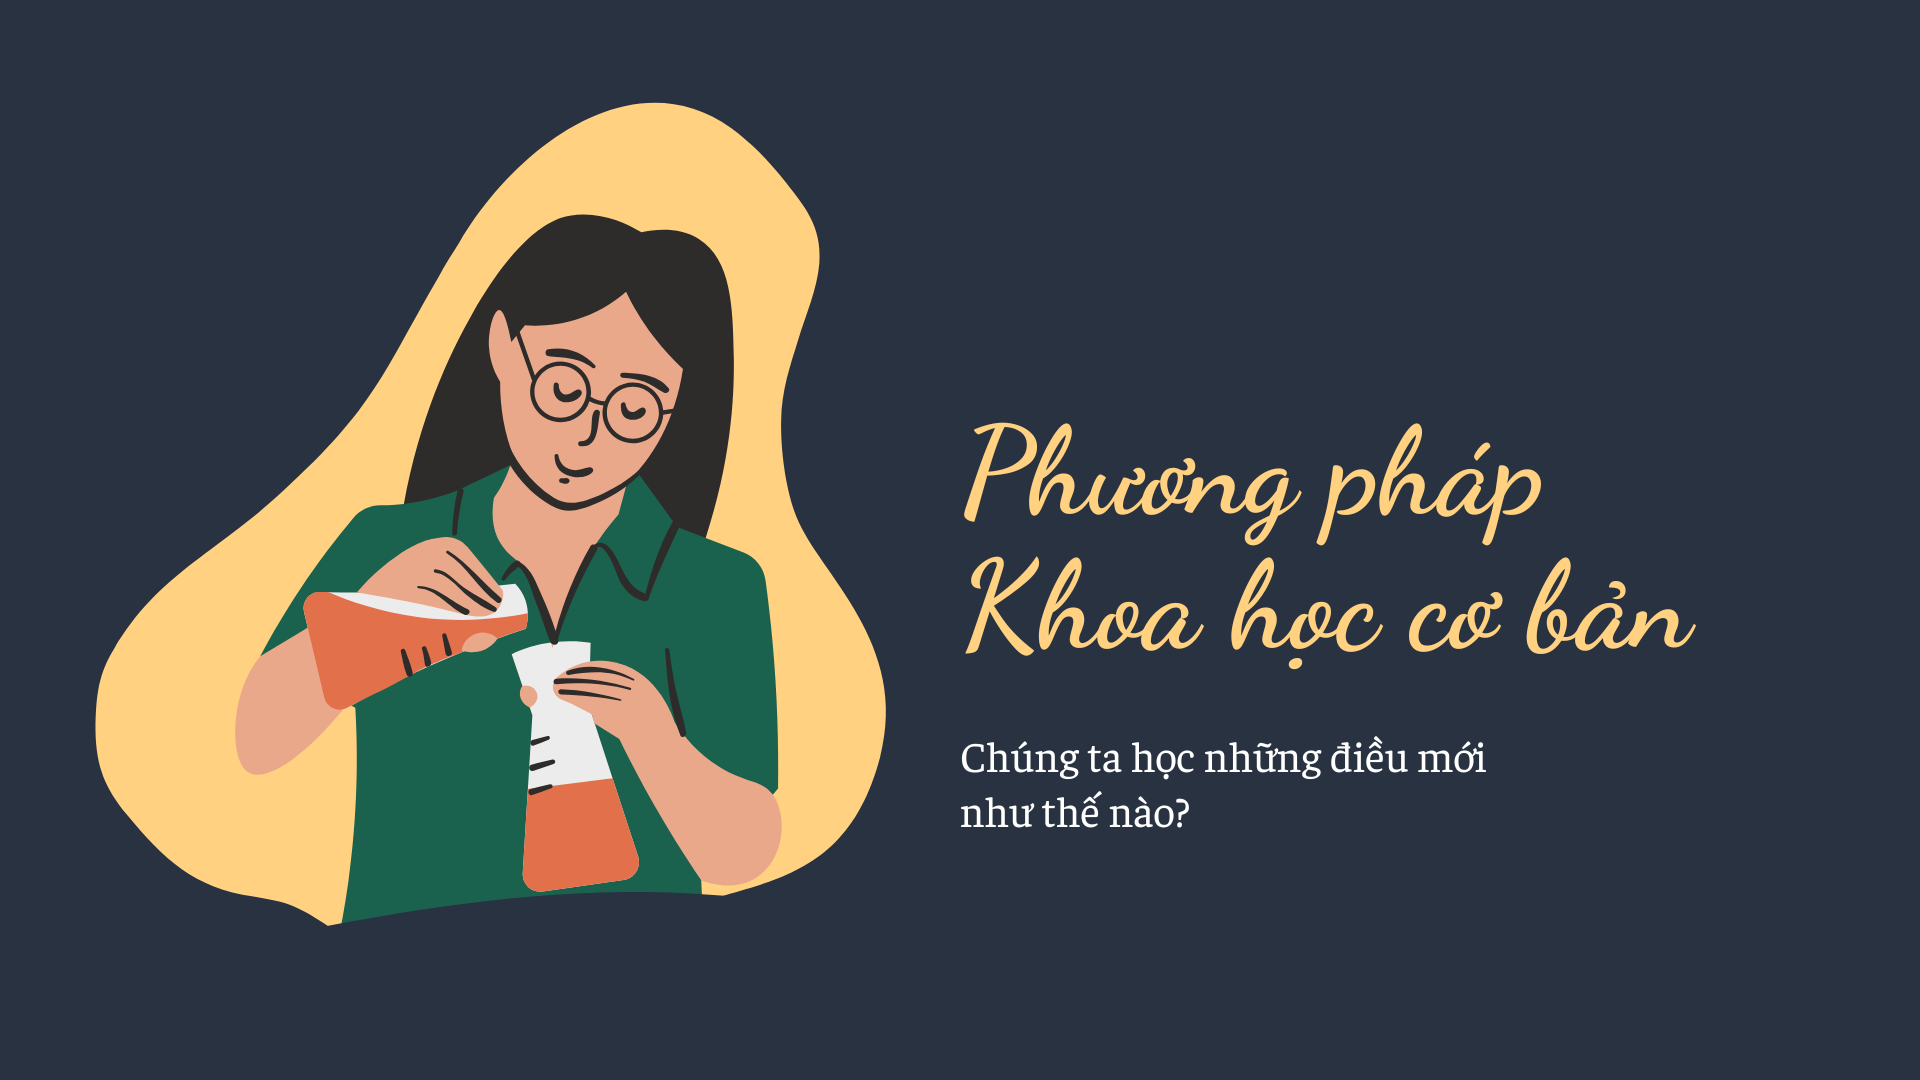 Phương pháp
Khoa học cơ bản
Chúng ta học những điều mới
như thế nào?